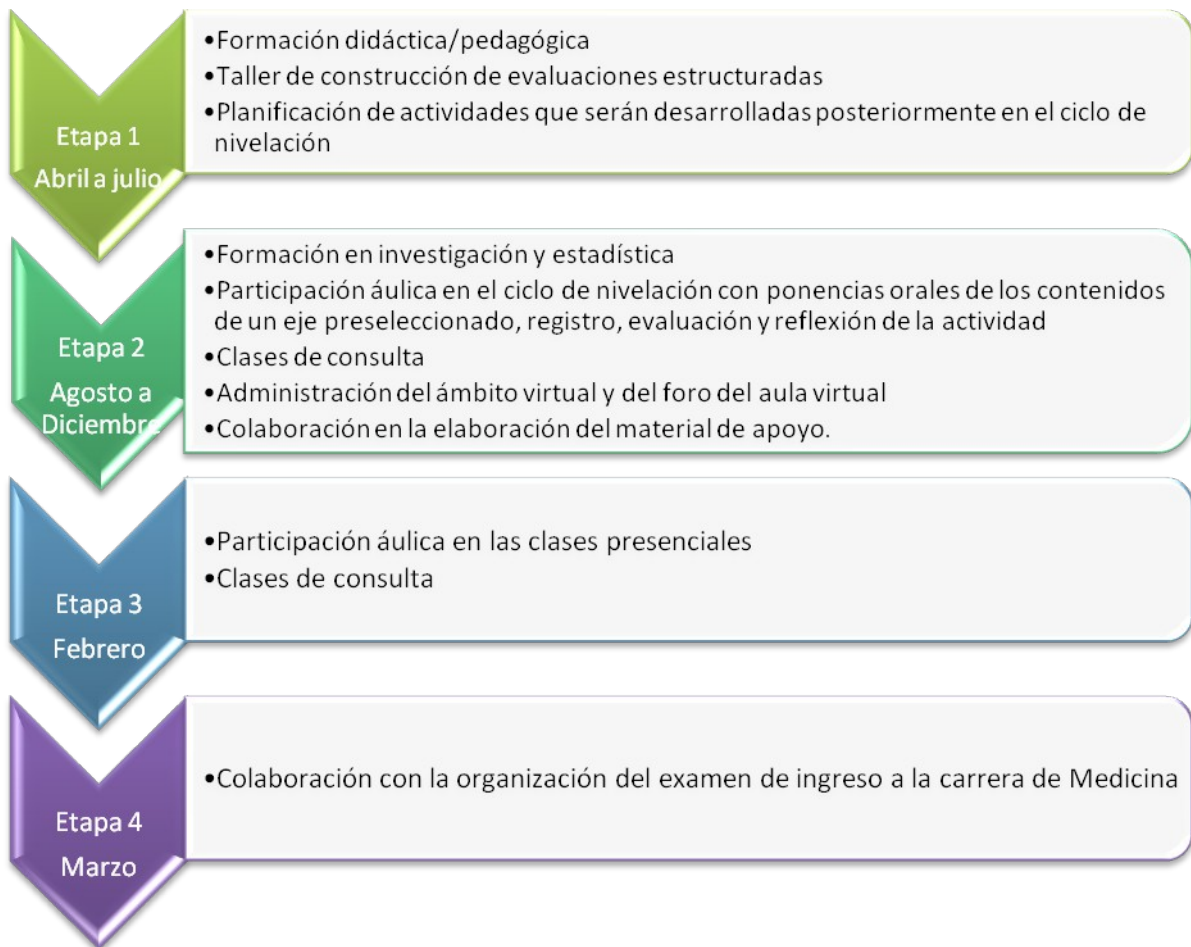 Etapa 1
Abril a julio
•Formación didáctica/pedagógica
•Taller de construcción de evaluaciones estructuradas
•Planificación de actividades que serán desarrolladas posteriormente en el ciclo de
nivelación
Etapa 2
Agosto a
Diciembre
•Formación en investigación y estadística
•Participación áulica en el ciclo de nivelación con ponencias orales de los contenidos
de un eje preseleccionado, registro, evaluación y reflexión de la actividad
•Clases de consulta
•Administración del ámbito virtual y del foro del aula virtual
•Colaboración en la elaboración del material de apoyo.
Etapa 3
Febrero
•Participación áulica en las clases presenciales
•Clases de consulta
Etapa 4
Marzo
•Colaboración con la organización del examen de ingreso a la carrera de Medicina